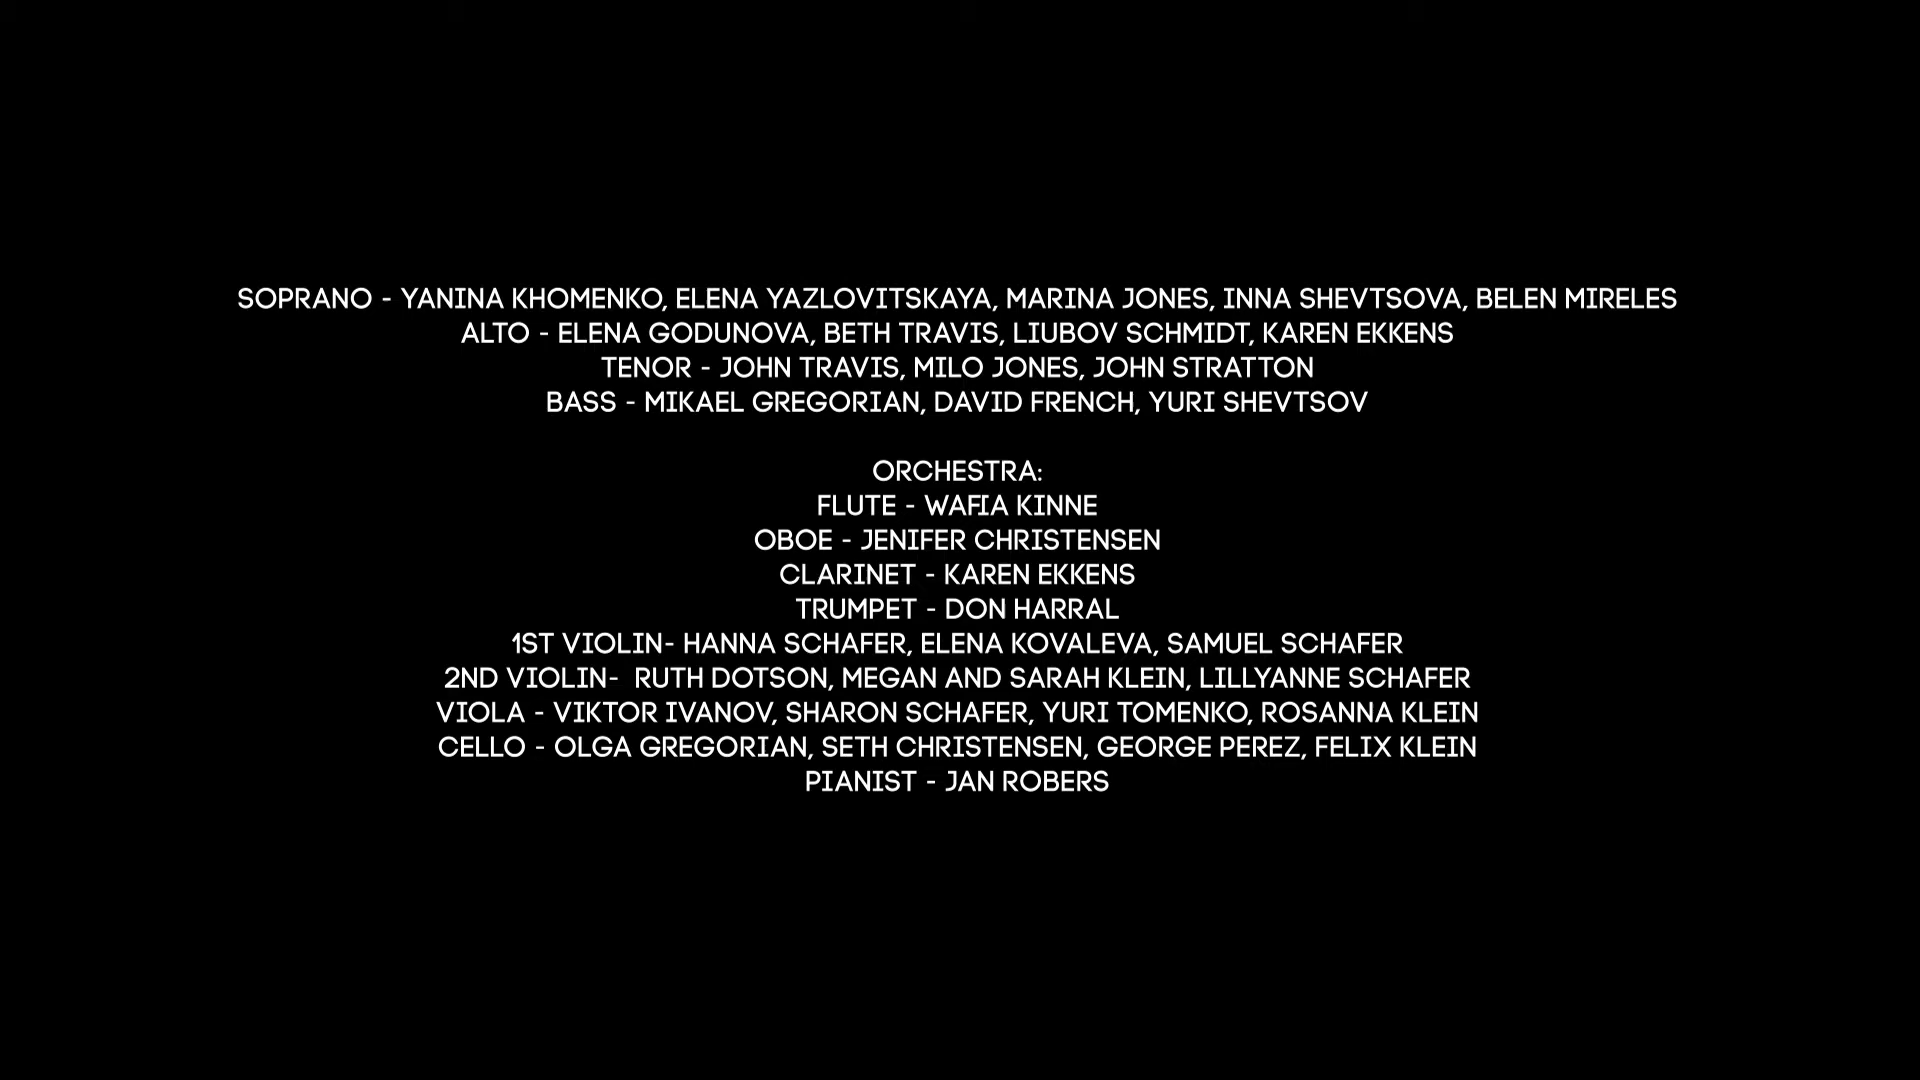 SOPRANO - YANINA KHOMENKO, ELENA YAZLOVITSKAYA, MARINA JONES, INNA SHEVTSOVA, BELEN MIRELES
ALTO - ELENA GODUNOVA, BETH TRAVIS, LIUBOV SCHMIDT, KAREN EKKENS
TENOR - JOHN TRAVIS, MILO JONES, JOHN STRATTON
BASS - MIKAEL GREGORIAN, DAVID FRENCH, YURI SHEVTSOV
ORCHESTRA:
FLUTE - WAFIA KINNE
OBOE - JENIFER CHRISTENSEN
CLARINET - KAREN EKKENS
TRUMPET - DON HARRAL
1ST VIOLIN- HANNA SCHAFER, ELENA KOVALEVA, SAMUEL SCHAFER
2ND VIOLIN-  RUTH DOTSON, MEGAN AND SARAH KLEIN, LILLYANNE SCHAFER
VIOLA - VIKTOR IVANOV, SHARON SCHAFER, YURI TOMENKO, ROSANNA KLEIN
CELLO - OLGA GREGORIAN, SETH CHRISTENSEN, GEORGE PEREZ, FELIX KLEIN
PIANIST - JAN ROBERS